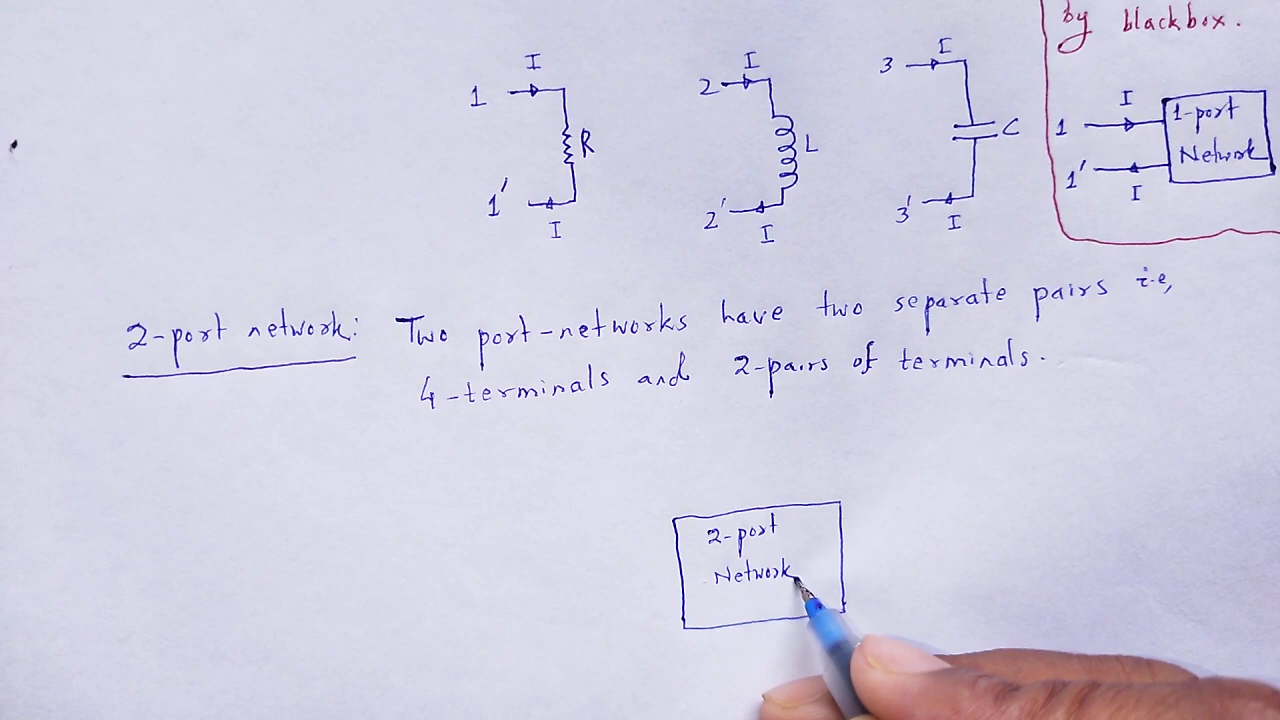 by blackbox.
1 I R 1' I
2 I L 2' I
3 I C 3' I
1 I 1' I
1-port
Network
2-port network: Two port-networks have two separate pairs i.e,
4-terminals and 2-pairs of terminals.
2-port
Network